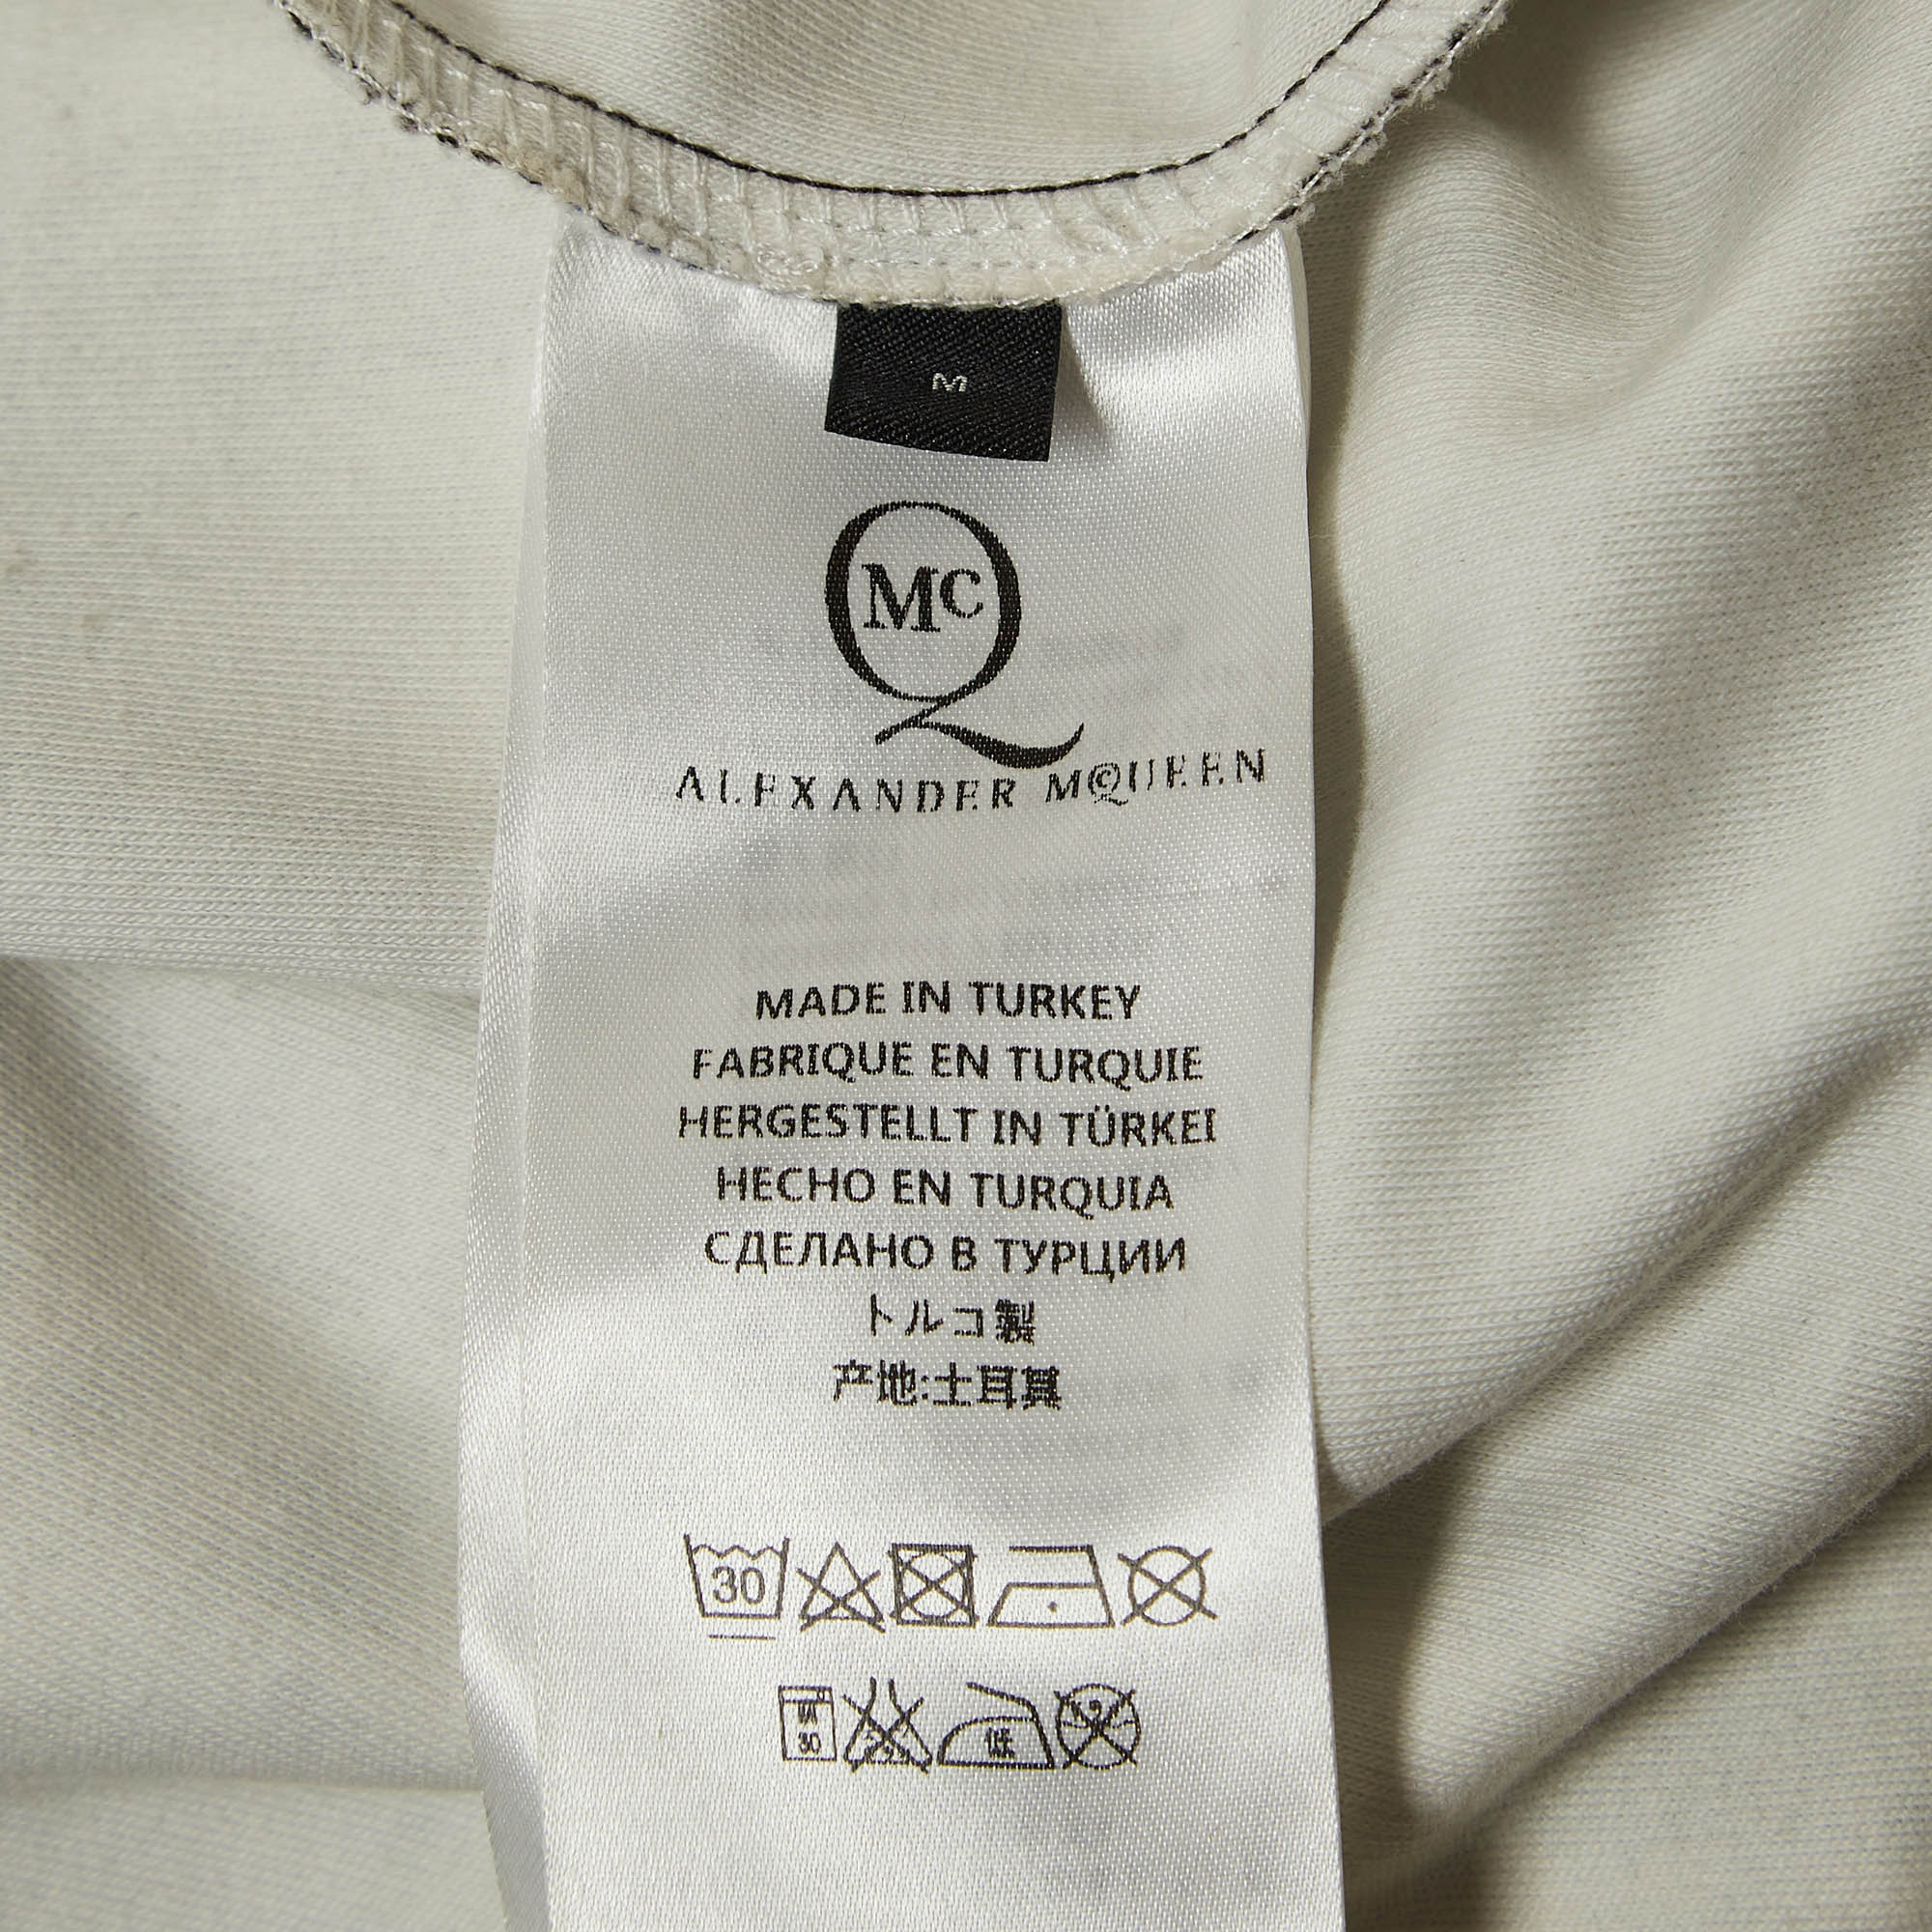 M
McQ
ALEXANDER MCQUEEN
MADE IN TURKEY
FABRIQUE EN TURQUIE
HERGESTELLT IN TÜRKEI
HECHO EN TURQUIA
СДЕЛАНО В ТУРЦИИ
トルコ製
产地:土耳其
30
30 低